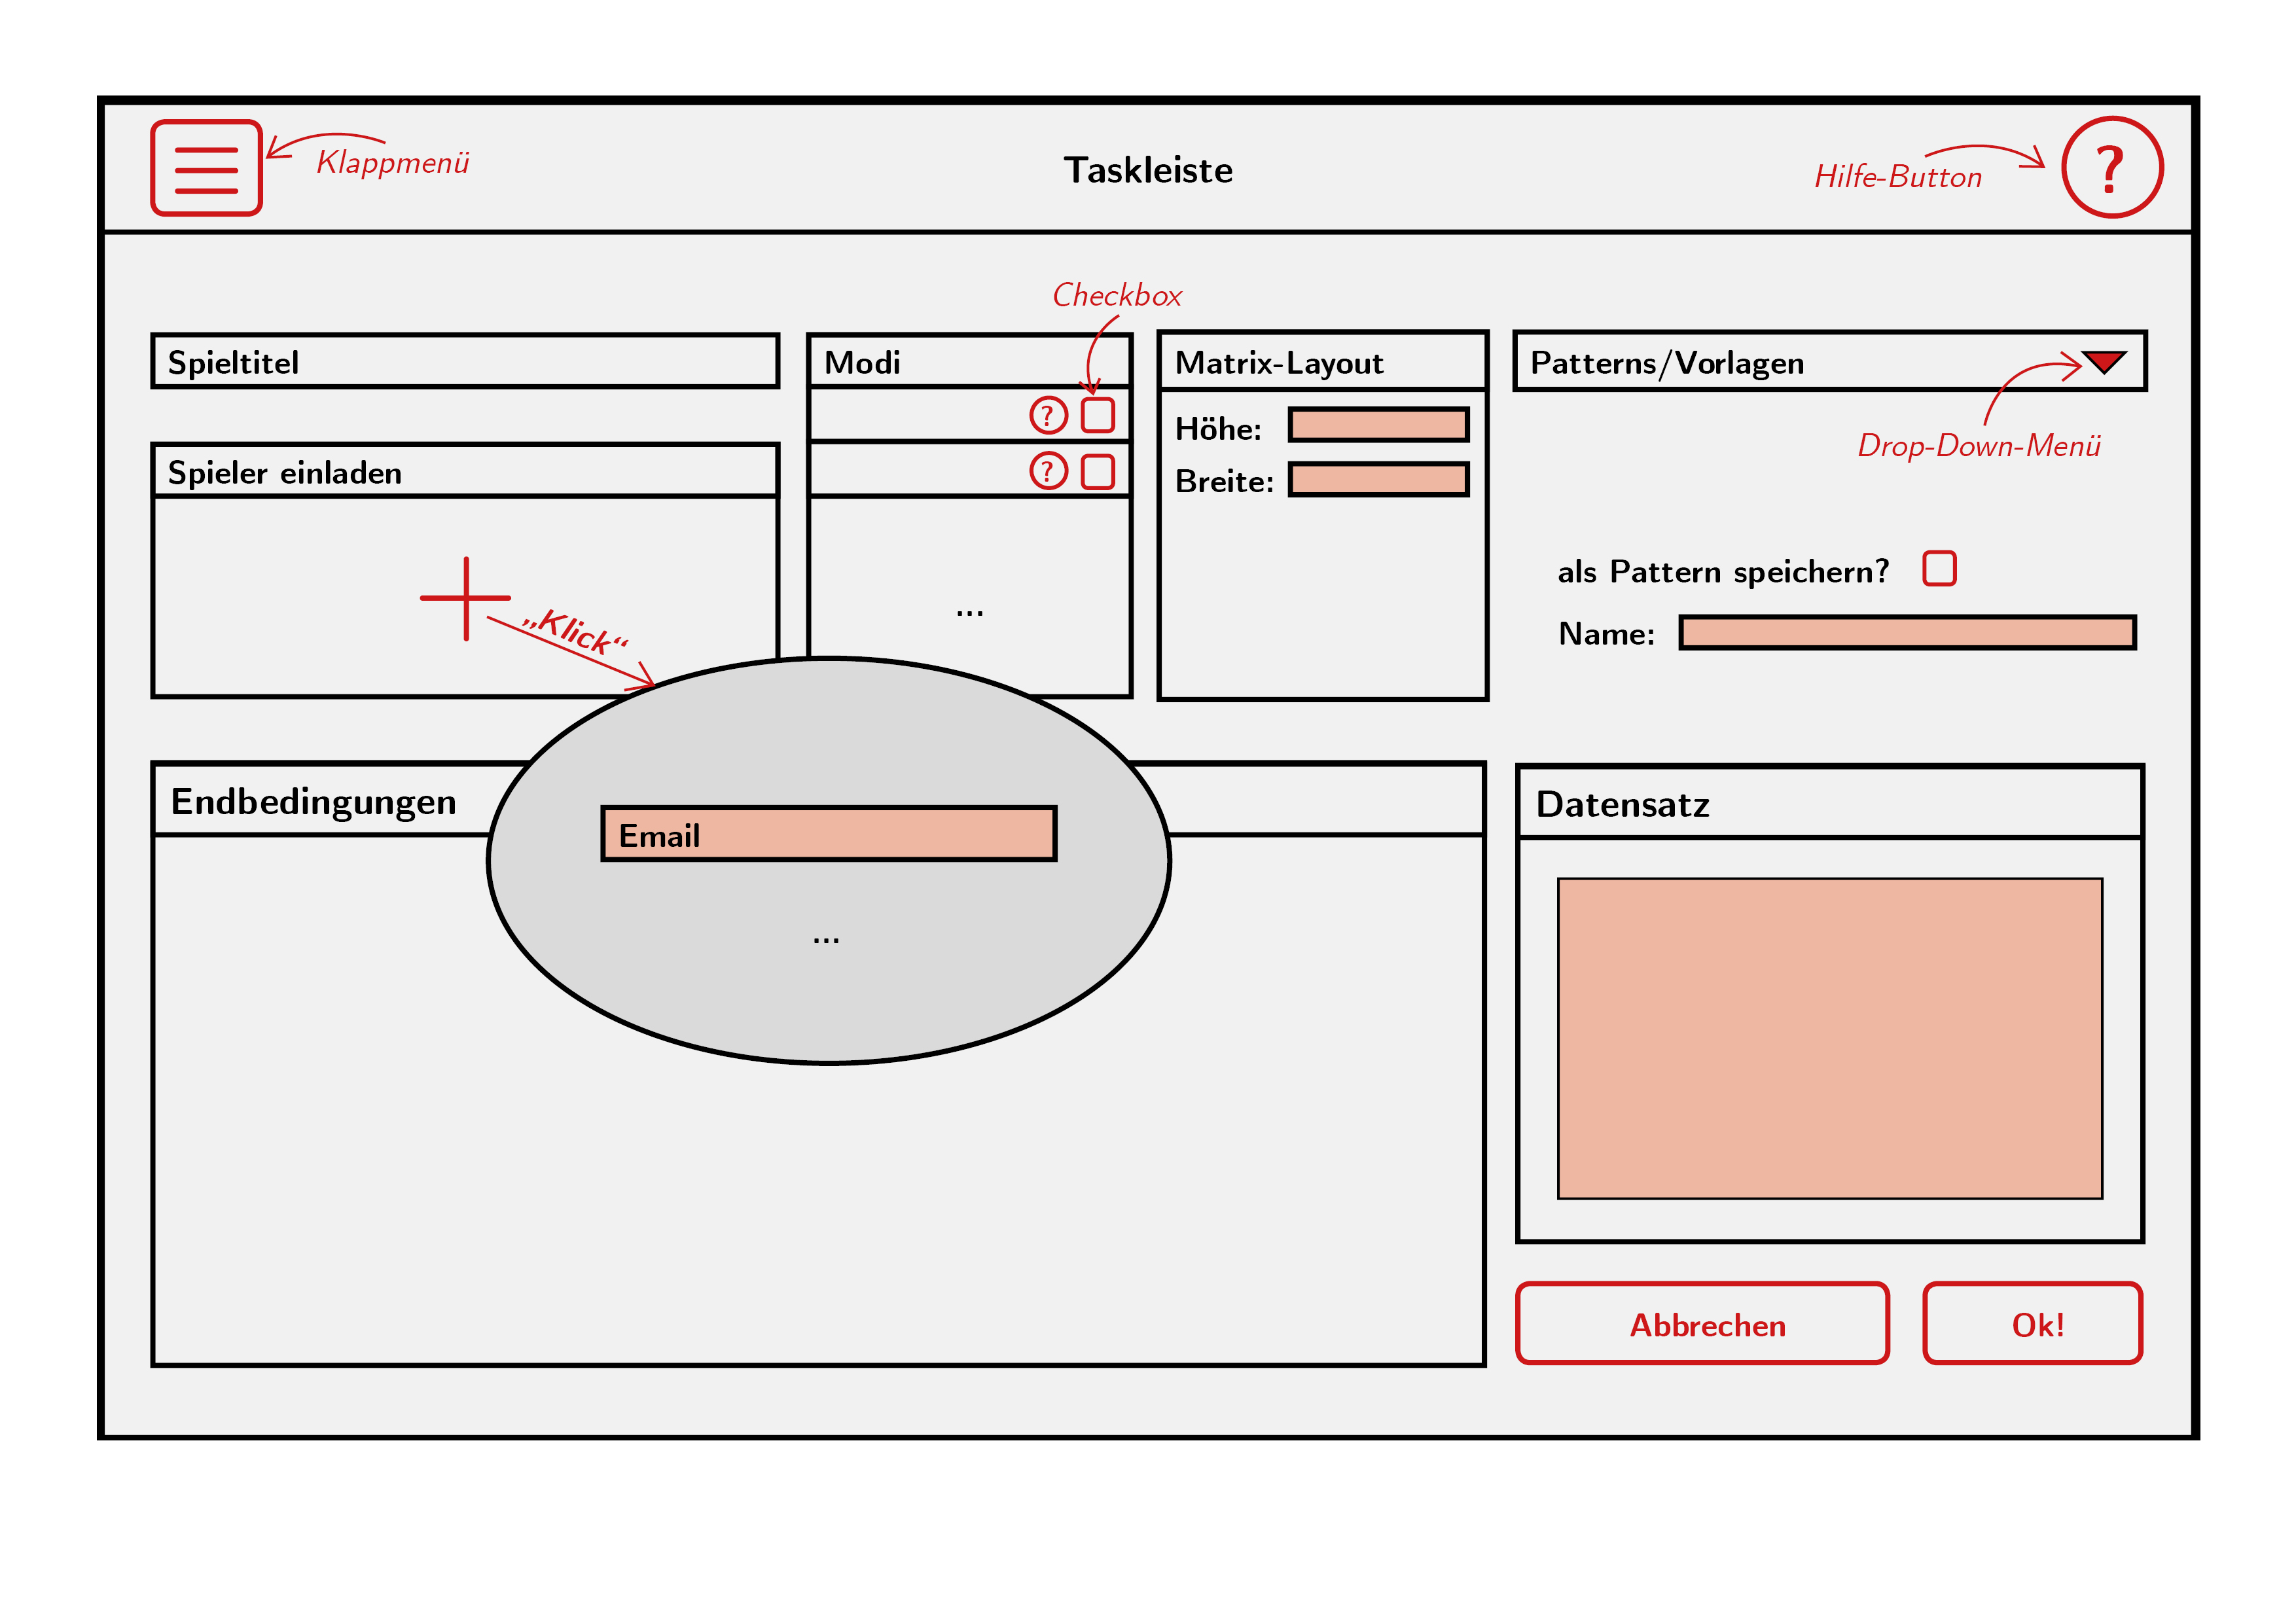 Klappmenü
Taskleiste
Hilfe-Button
?
Checkbox
Spieltitel
Modi
Matrix-Layout
Patterns/Vorlagen
?
Höhe:
Drop-Down-Menü
Spieler einladen
?
Breite:
„Klick“
...
als Pattern speichern?
Name:
Endbedingungen
Datensatz
Email
...
Abbrechen
Ok!